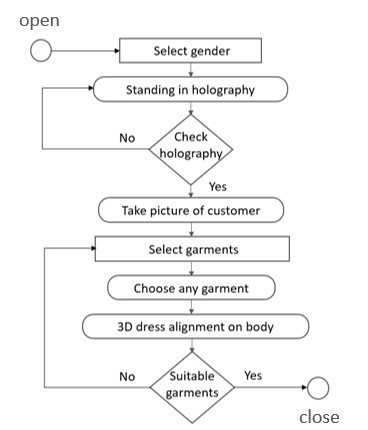 open
Select gender
Standing in holography
Check
holography
No
Yes
Take picture of customer
Select garments
Choose any garment
3D dress alignment on body
Suitable
garments
No
Yes
close